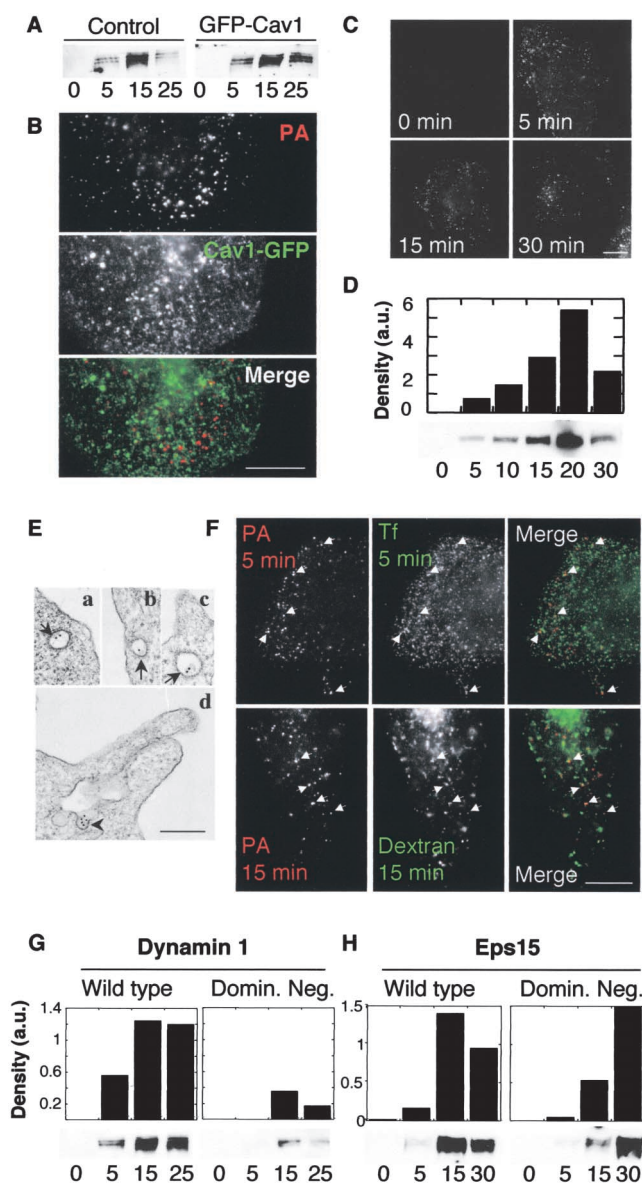 A
Control
GFP-Cav1
0 5 15 25
0 5 15 25
B
PA
Cav1-GFP
Merge
C
0 min
5 min
15 min
30 min
D
Density (a.u.)
6
4
2
0
0 5 10 15 20 30
E
a
b
c
d
F
PA
5 min
Tf
5 min
Merge
PA
15 min
Dextran
15 min
Merge
G
Dynamin 1
Wild type
Domin. Neg.
Density (a.u.)
1.4
1
0.6
0.2
0 5 15 25
0 5 15 25
H
Eps15
Wild type
Domin. Neg.
1.5
1
0.5
0
0 5 15 30
0 5 15 30